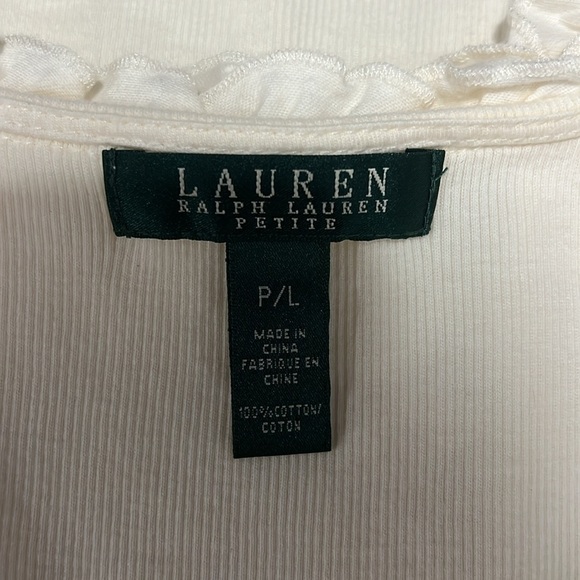 LAUREN
RALPH LAUREN
PETITE
P/L
MADE IN
CHINA
FABRIQUE EN
CHINE
100% COTTON/
COTON